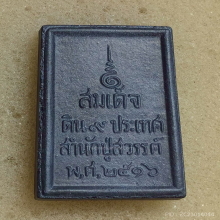 สมเด็จ
ดิน ๙ ประเทศ
สำนักปู่สวรรค์
พ.ศ. ๒๕๑๖